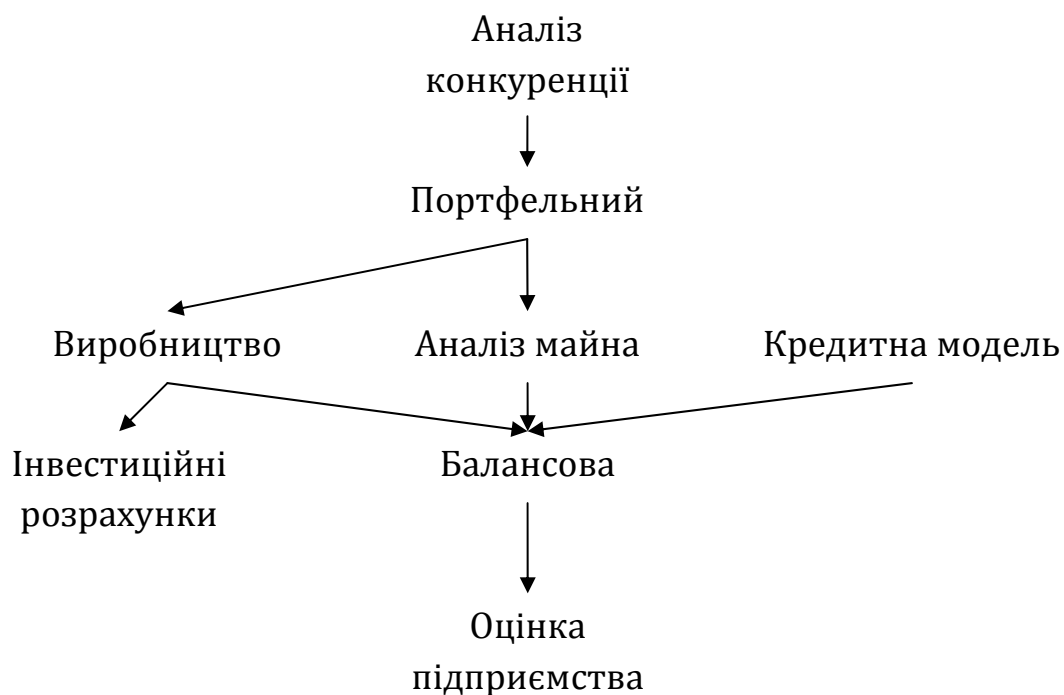 Аналіз
конкуренції
Портфельний
Виробництво
Аналіз майна
Кредитна модель
Інвестиційні
розрахунки
Балансова
Оцінка
підприємства